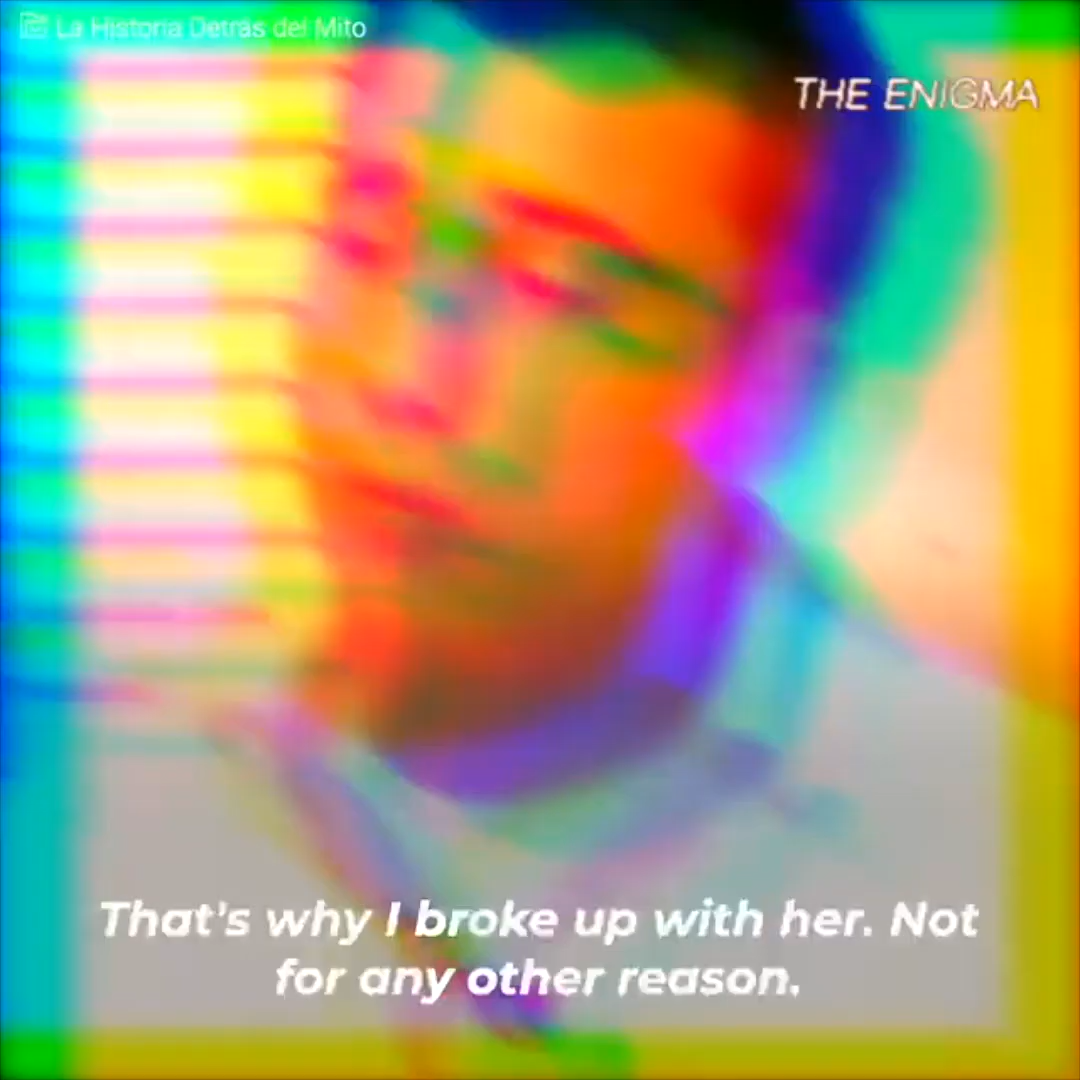 La Historia Detrás del Mito
THE ENIGMA
That's why I broke up with her. Not
for any other reason.